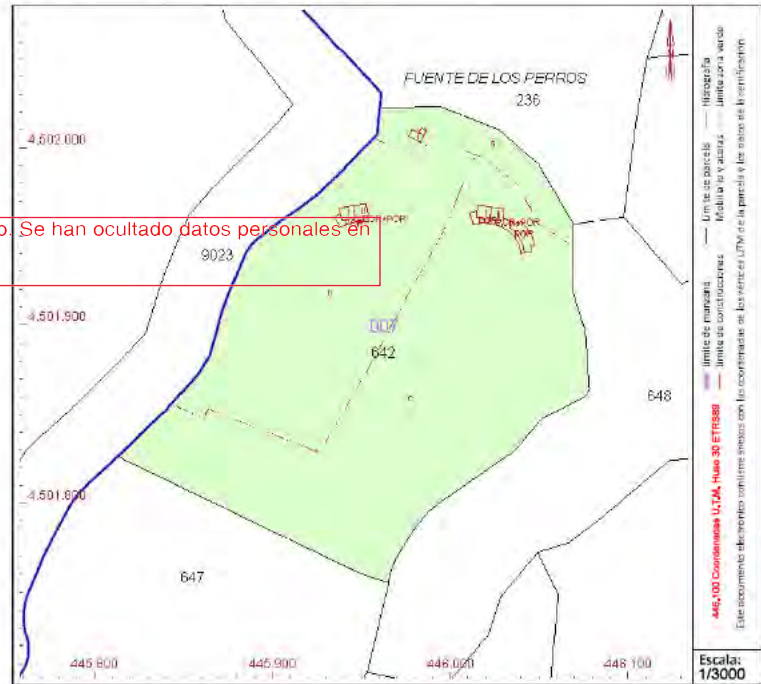 FUENTE DE LOS PERROS
236
4,502,000
o. Se han ocultado datos personales en
9023
4,501,900
642
648
4,501,800
647
445,800
445,900
446,000
446,100
Límite de manzana
Límite de parcela
Hidrografía
Límite de construcciones
Mobiliario y aceras
Límite zona verde
446,100 Coordenadas U.T.M. Huso 30 ETRS89
Este documento electrónico contiene anexos con las coordenadas de los vértices UTM de la parcela y los datos de la certificación
Escala:
1/3000